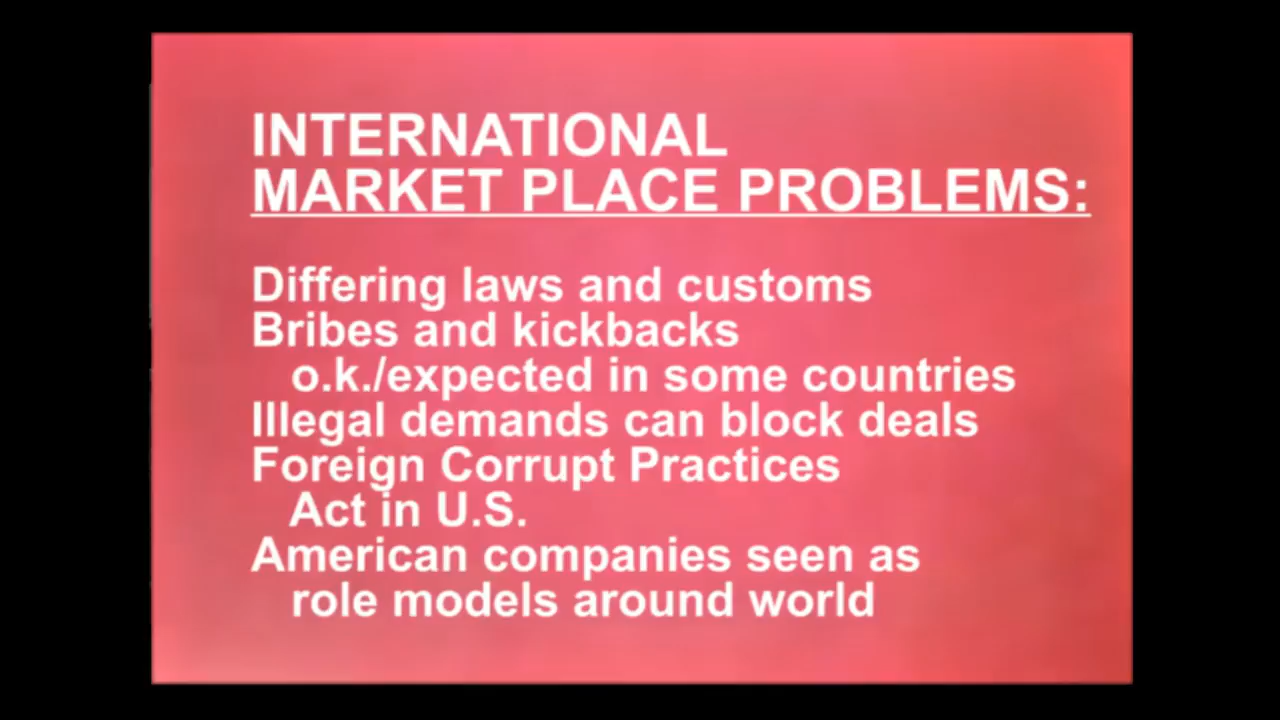 INTERNATIONAL
MARKET PLACE PROBLEMS:
Differing laws and customs
Bribes and kickbacks
o.k./expected in some countries
Illegal demands can block deals
Foreign Corrupt Practices
Act in U.S.
American companies seen as
role models around world